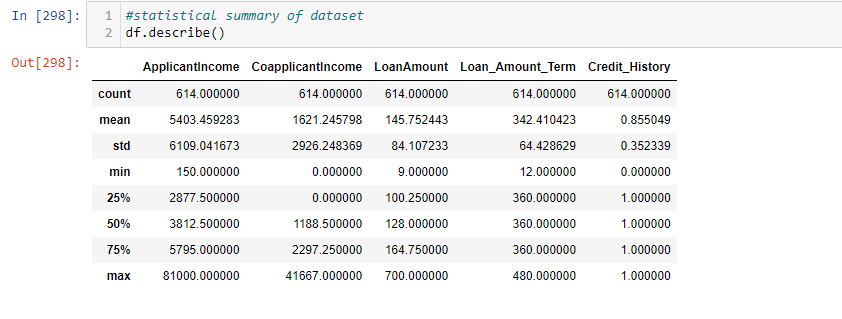 In [298]: 1 #statistical summary of dataset
2 df.describe()
Out[298]:
ApplicantIncome CoapplicantIncome LoanAmount Loan_Amount_Term Credit_History
count 614.000000 614.000000 614.000000 614.000000 614.000000
mean 5403.459283 1621.245798 145.752443 342.410423 0.855049
std 6109.041673 2926.248369 84.107233 64.428629 0.352339
min 150.000000 0.000000 9.000000 12.000000 0.000000
25% 2877.500000 0.000000 100.250000 360.000000 1.000000
50% 3812.500000 1188.500000 128.000000 360.000000 1.000000
75% 5795.000000 2297.250000 164.750000 360.000000 1.000000
max 81000.000000 41667.000000 700.000000 480.000000 1.000000